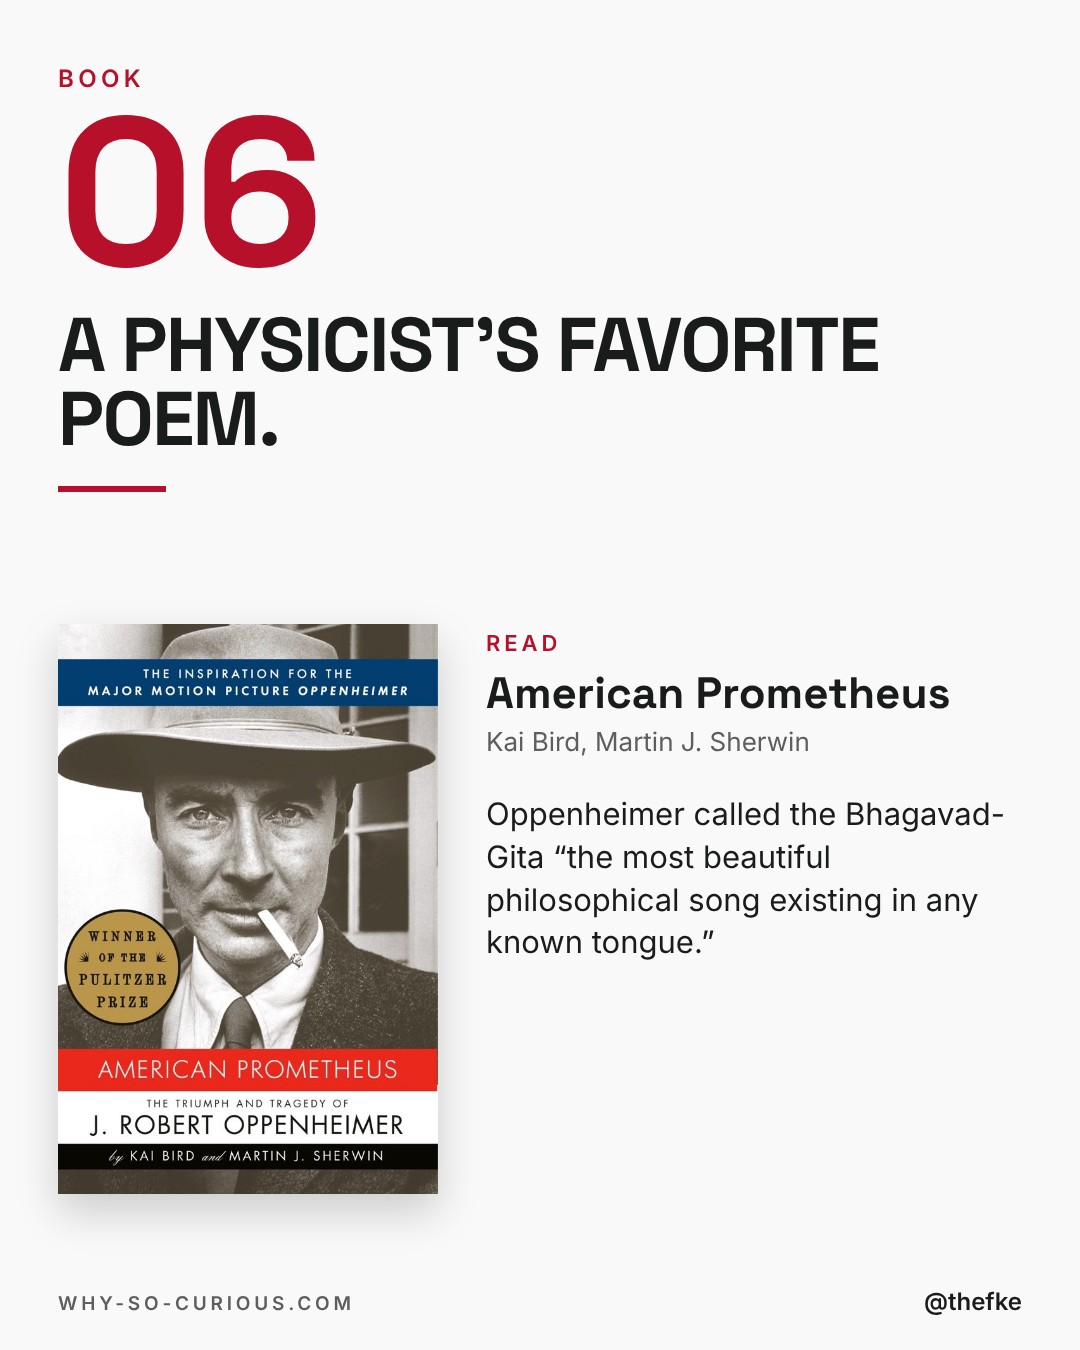 BOOK
06
A PHYSICIST’S FAVORITE
POEM.
THE INSPIRATION FOR THE
MAJOR MOTION PICTURE OPPENHEIMER
WINNER
OF THE
PULITZER
PRIZE
AMERICAN PROMETHEUS
THE TRIUMPH AND TRAGEDY OF
J. ROBERT OPPENHEIMER
by KAI BIRD and MARTIN J. SHERWIN
READ
American Prometheus
Kai Bird, Martin J. Sherwin
Oppenheimer called the Bhagavad-
Gita “the most beautiful
philosophical song existing in any
known tongue.”
WHY-SO-CURIOUS.COM
@thefke